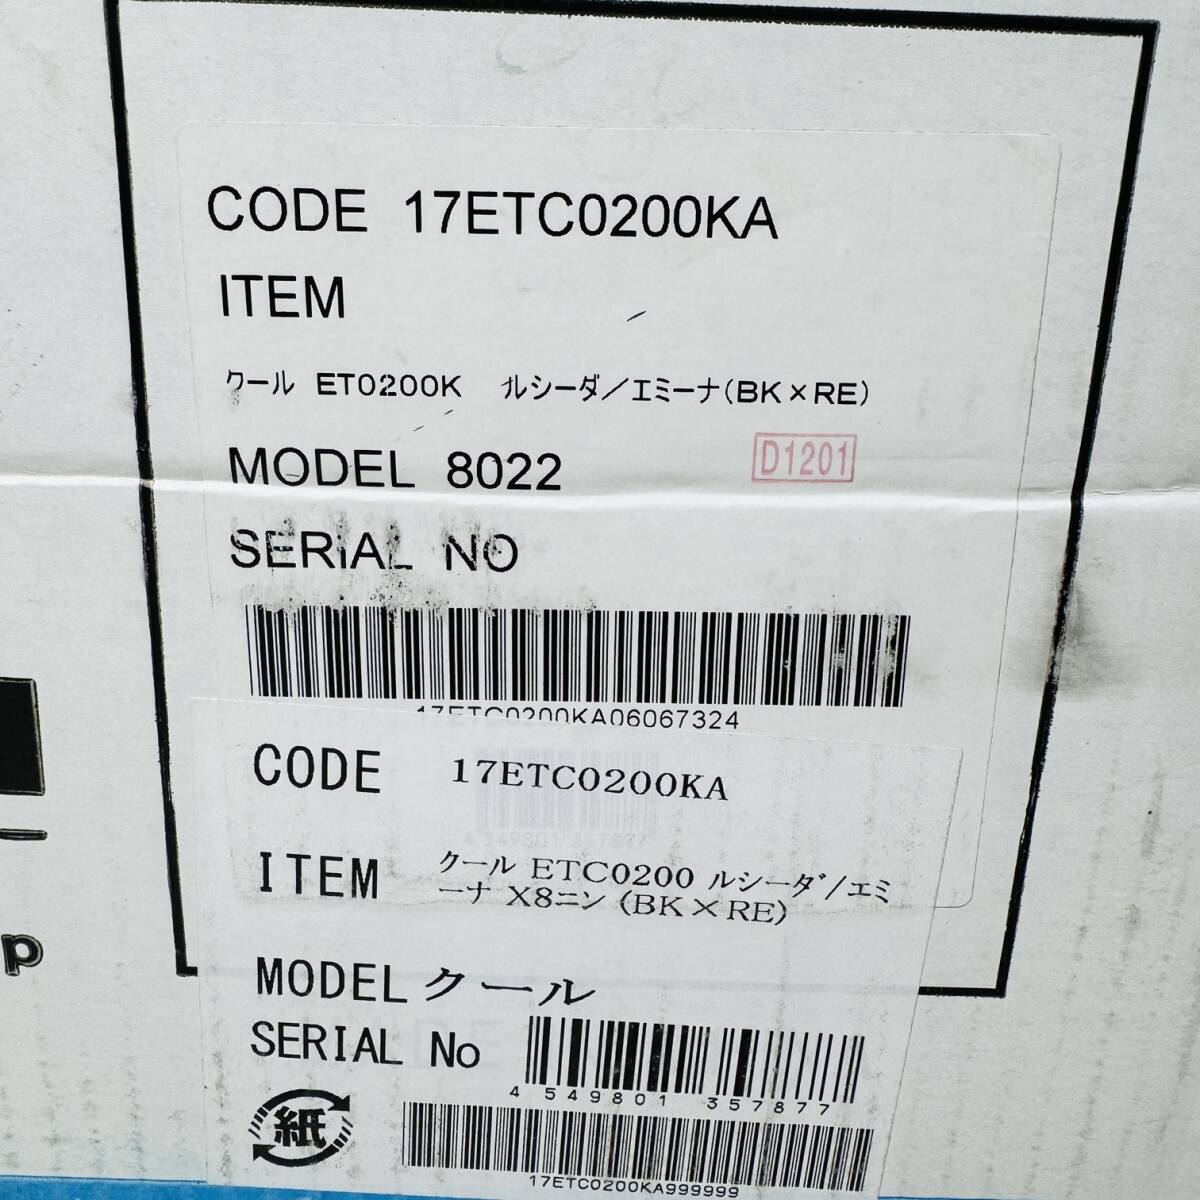 CODE 17ETC0200KA
ITEM
クール ET0200K ルシーダ/エミーナ(BK×RE)
MODEL 8022
D1201
SERIAL NO
17ETC0200KA06067324
CODE 17ETC0200KA
ITEM クール ETC0200 ルシーダ/エミ
ーナ X8ニン (BK×RE)
MODEL クール
SERIAL No
4 549801 357877
紙
17ETC0200KA999999
p